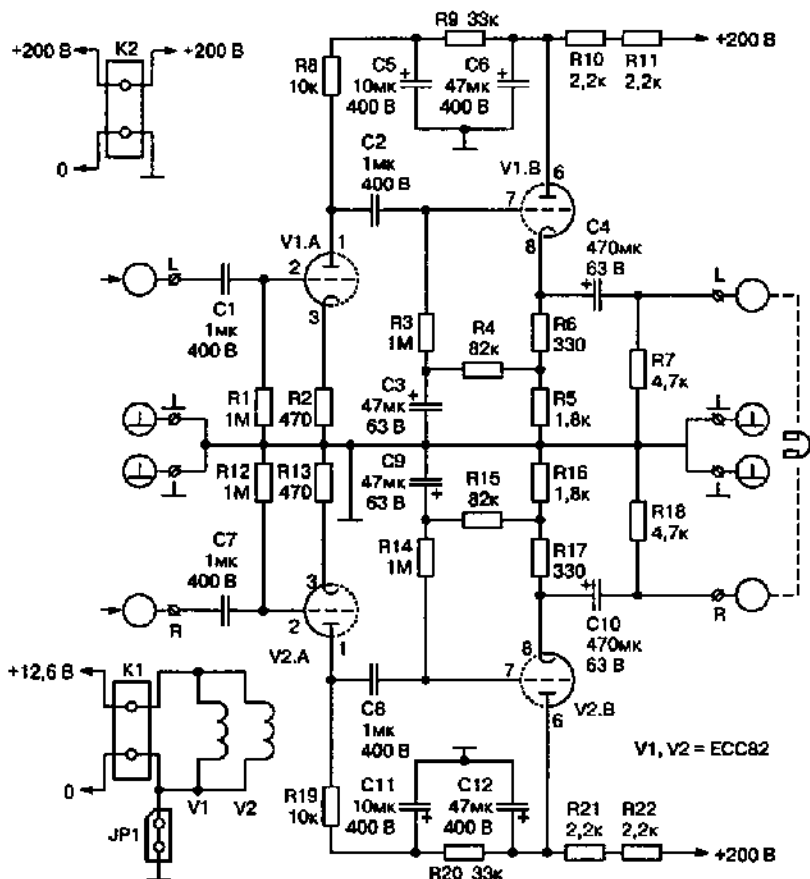 K2
+200 В
+200 В
0
R9 33к
R8
10к
C5
10мк
400 В
C6
47мк
400 В
R10
2,2к
R11
2,2к
+200 В
C2
1мк
400 В
V1.B
6
7
8
V1.A
1
2
3
C4
470мк
63 В
L
C1
1мк
400 В
L
R3
1М
R4
82к
R6
330
R7
4,7к
R1
1М
R2
470
C3
47мк
63 В
R5
1,8к
R12
1М
R13
470
C9
47мк
63 В
R15
82к
R16
1,8к
R18
4,7к
R14
1М
R17
330
C7
1мк
400 В
R
3
2
1
V2.A
C10
470мк
63 В
R
8
7
6
V2.B
C8
1мк
400 В
K1
+12,6 В
0
V1
V2
JP1
V1, V2 = ECC82
R19
10к
C11
10мк
400 В
C12
47мк
400 В
R21
2,2к
R22
2,2к
+200 В
R20 33к